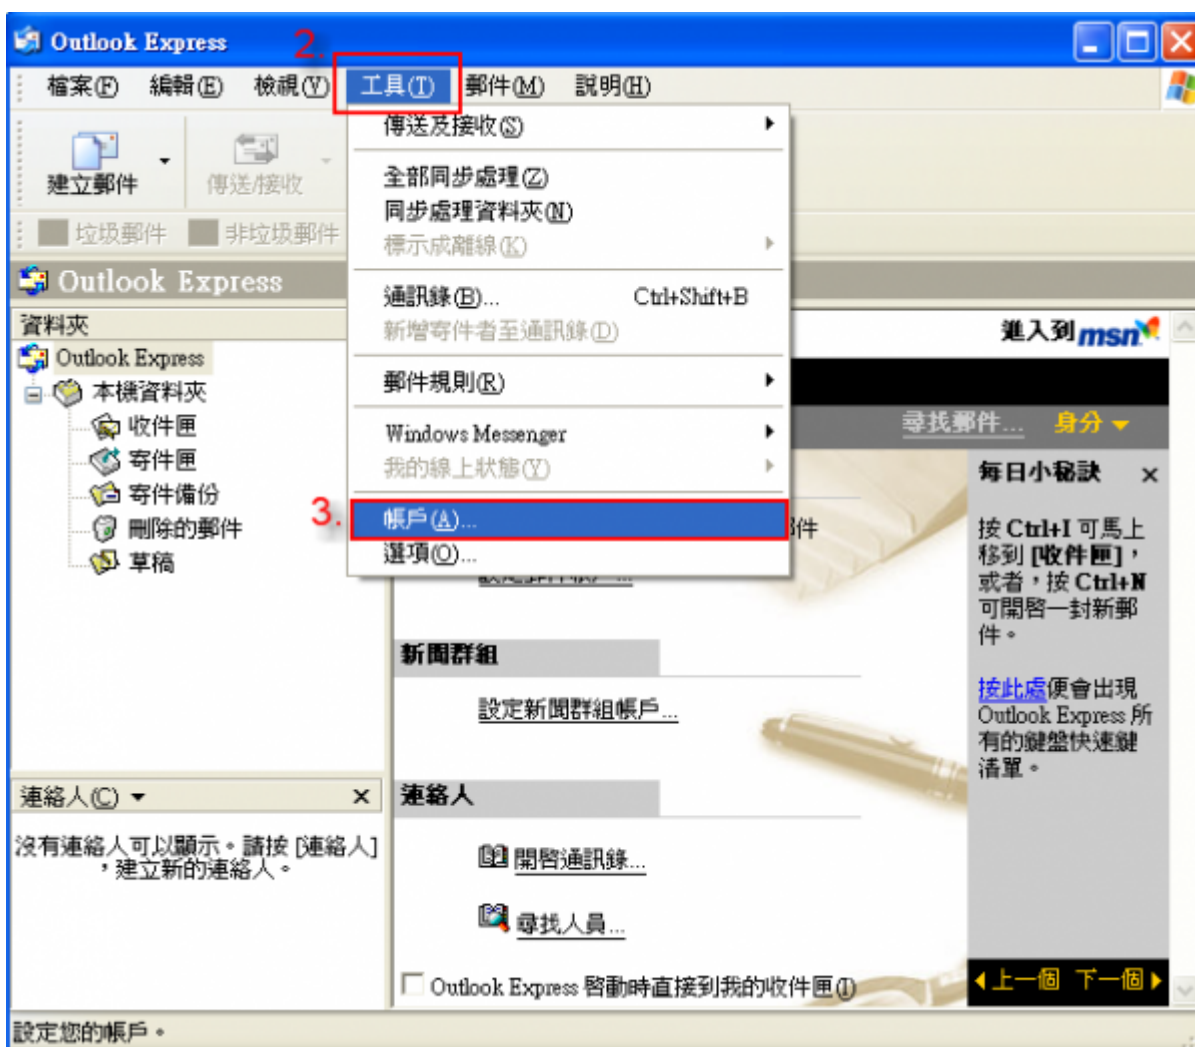 Outlook Express
2.
檔案(F) 編輯(E) 檢視(V) 工具(T) 郵件(M) 說明(H)
建立郵件 傳送/接收
垃圾郵件 非垃圾郵件
傳送及接收(S)
全部同步處理(Z)
同步處理資料夾(N)
標示成離線(K)
通訊錄(B)... Ctrl+Shift+B
新增寄件者至通訊錄(D)
郵件規則(R)
Windows Messenger
我的線上狀態(Y)
3. 帳戶(A)...
選項(O)...
Outlook Express
資料夾
Outlook Express
本機資料夾
收件匣
寄件匣
寄件備份
刪除的郵件
草稿
連絡人(C)
沒有連絡人可以顯示。請按 [連絡人]
,建立新的連絡人。
進入到 msn
尋找郵件... 身分
件
新聞群組
設定新聞群組帳戶...
連絡人
開啓通訊錄...
尋找人員...
Outlook Express 啓動時直接到我的收件匣(I)
每日小秘訣
按 Ctrl+I 可馬上
移到 [收件匣],
或者,按 Ctrl+N
可開啓一封新郵
件。
按此處便會出現
Outlook Express 所
有的鍵盤快速鍵
清單。
上一個 下一個
設定您的帳戶。